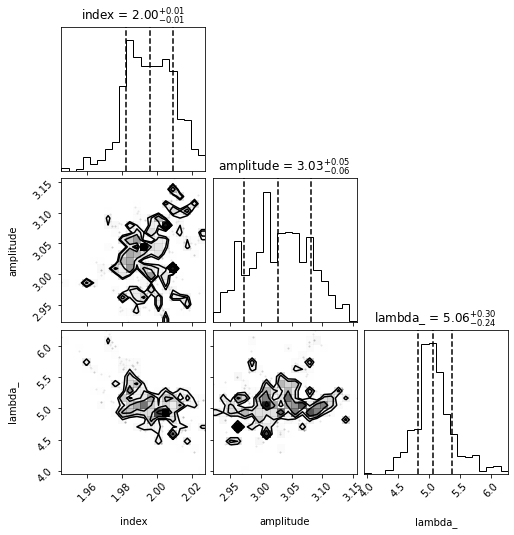 index = 2.00+0.01−0.01
amplitude
3.15
3.10
3.05
3.00
2.95
amplitude = 3.03+0.05−0.06
lambda_
6.0
5.5
5.0
4.5
4.0
lambda_ = 5.06+0.30−0.24
1.96 1.98 2.00 2.02
2.95 3.00 3.05 3.10 3.15
4.0 4.5 5.0 5.5 6.0
index amplitude lambda_